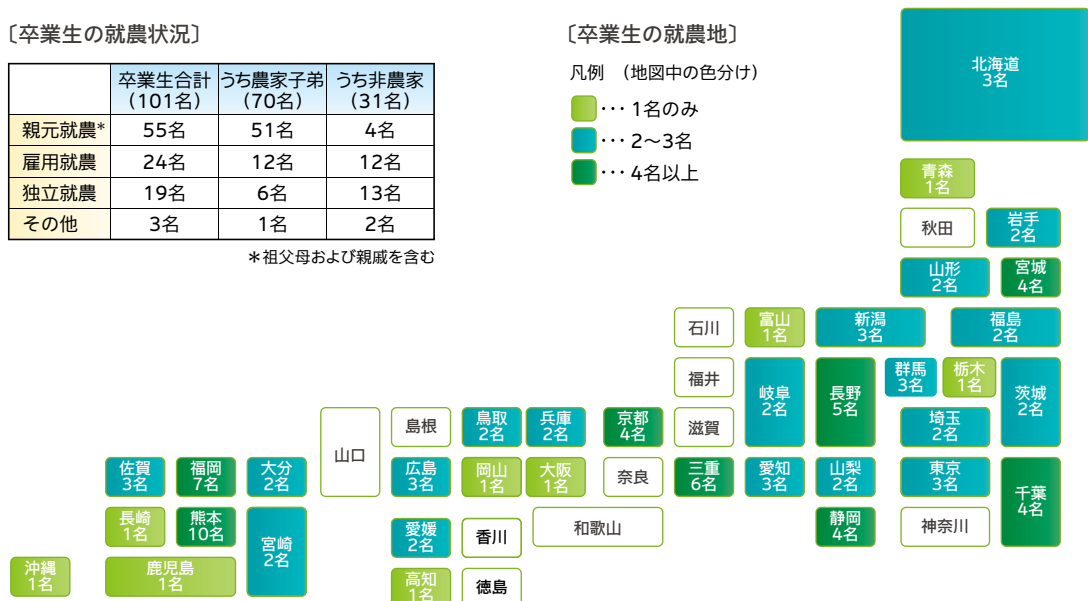 〔卒業生の就農状況〕
卒業生合計 うち農家子弟 うち非農家
（101名） （70名） （31名）
親元就農* 55名 51名 4名
雇用就農 24名 12名 12名
独立就農 19名 6名 13名
その他 3名 1名 2名
＊祖父母および親戚を含む
〔卒業生の就農地〕
凡例 （地図中の色分け）
･･･ 1名のみ
･･･ 2〜3名
･･･ 4名以上
北海道
3名
青森
1名
秋田
岩手
2名
山形
2名
宮城
4名
石川
富山
1名
新潟
3名
福島
2名
福井
岐阜
2名
長野
5名
群馬
3名
栃木
1名
茨城
2名
山口
島根
鳥取
2名
兵庫
2名
京都
4名
滋賀
埼玉
2名
佐賀
3名
福岡
7名
大分
2名
広島
3名
岡山
1名
大阪
1名
奈良
三重
6名
愛知
3名
山梨
2名
東京
3名
千葉
4名
長崎
1名
熊本
10名
宮崎
2名
愛媛
2名
香川
和歌山
静岡
4名
神奈川
沖縄
1名
鹿児島
1名
高知
1名
徳島